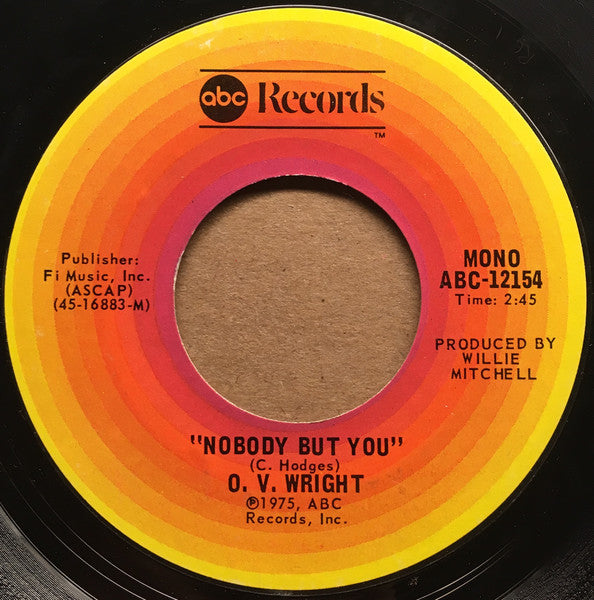 abc Records
™
Publisher:
Fi Music, Inc.
(ASCAP)
(45-16883-M)
MONO
ABC-12154
Time: 2:45
PRODUCED BY
WILLIE
MITCHELL
"NOBODY BUT YOU"
(C. Hodges)
O. V. WRIGHT
℗1975, ABC
Records, Inc.